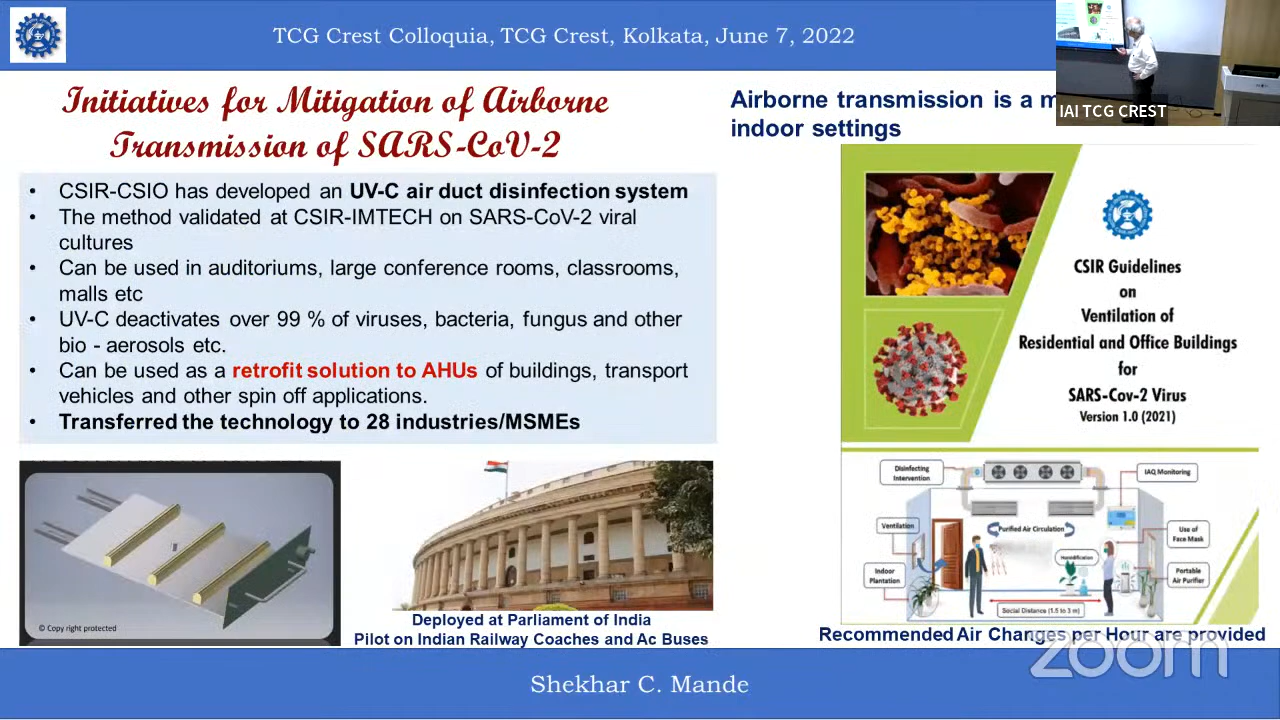 TCG Crest Colloquia, TCG Crest, Kolkata, June 7, 2022
IAI TCG CREST
Initiatives for Mitigation of Airborne
Transmission of SARS-CoV-2
• CSIR-CSIO has developed an UV-C air duct disinfection system
• The method validated at CSIR-IMTECH on SARS-CoV-2 viral
cultures
• Can be used in auditoriums, large conference rooms, classrooms,
malls etc
• UV-C deactivates over 99 % of viruses, bacteria, fungus and other
bio - aerosols etc.
• Can be used as a retrofit solution to AHUs of buildings, transport
vehicles and other spin off applications.
• Transferred the technology to 28 industries/MSMEs
© Copy right protected
Deployed at Parliament of India
Pilot on Indian Railway Coaches and Ac Buses
Airborne transmission is a
indoor settings
CSIR Guidelines
on
Ventilation of
Residential and Office Buildings
for
SARS-Cov-2 Virus
Version 1.0 (2021)
Disinfecting
Intervention
IAQ Monitoring
Ventilation
Purified Air Circulation
Use of
Face Mask
Humidification
Indoor
Plantation
Portable
Air Purifier
Social Distance (1.5 to 3 m)
Recommended Air Changes per Hour are provided
zoom
Shekhar C. Mande